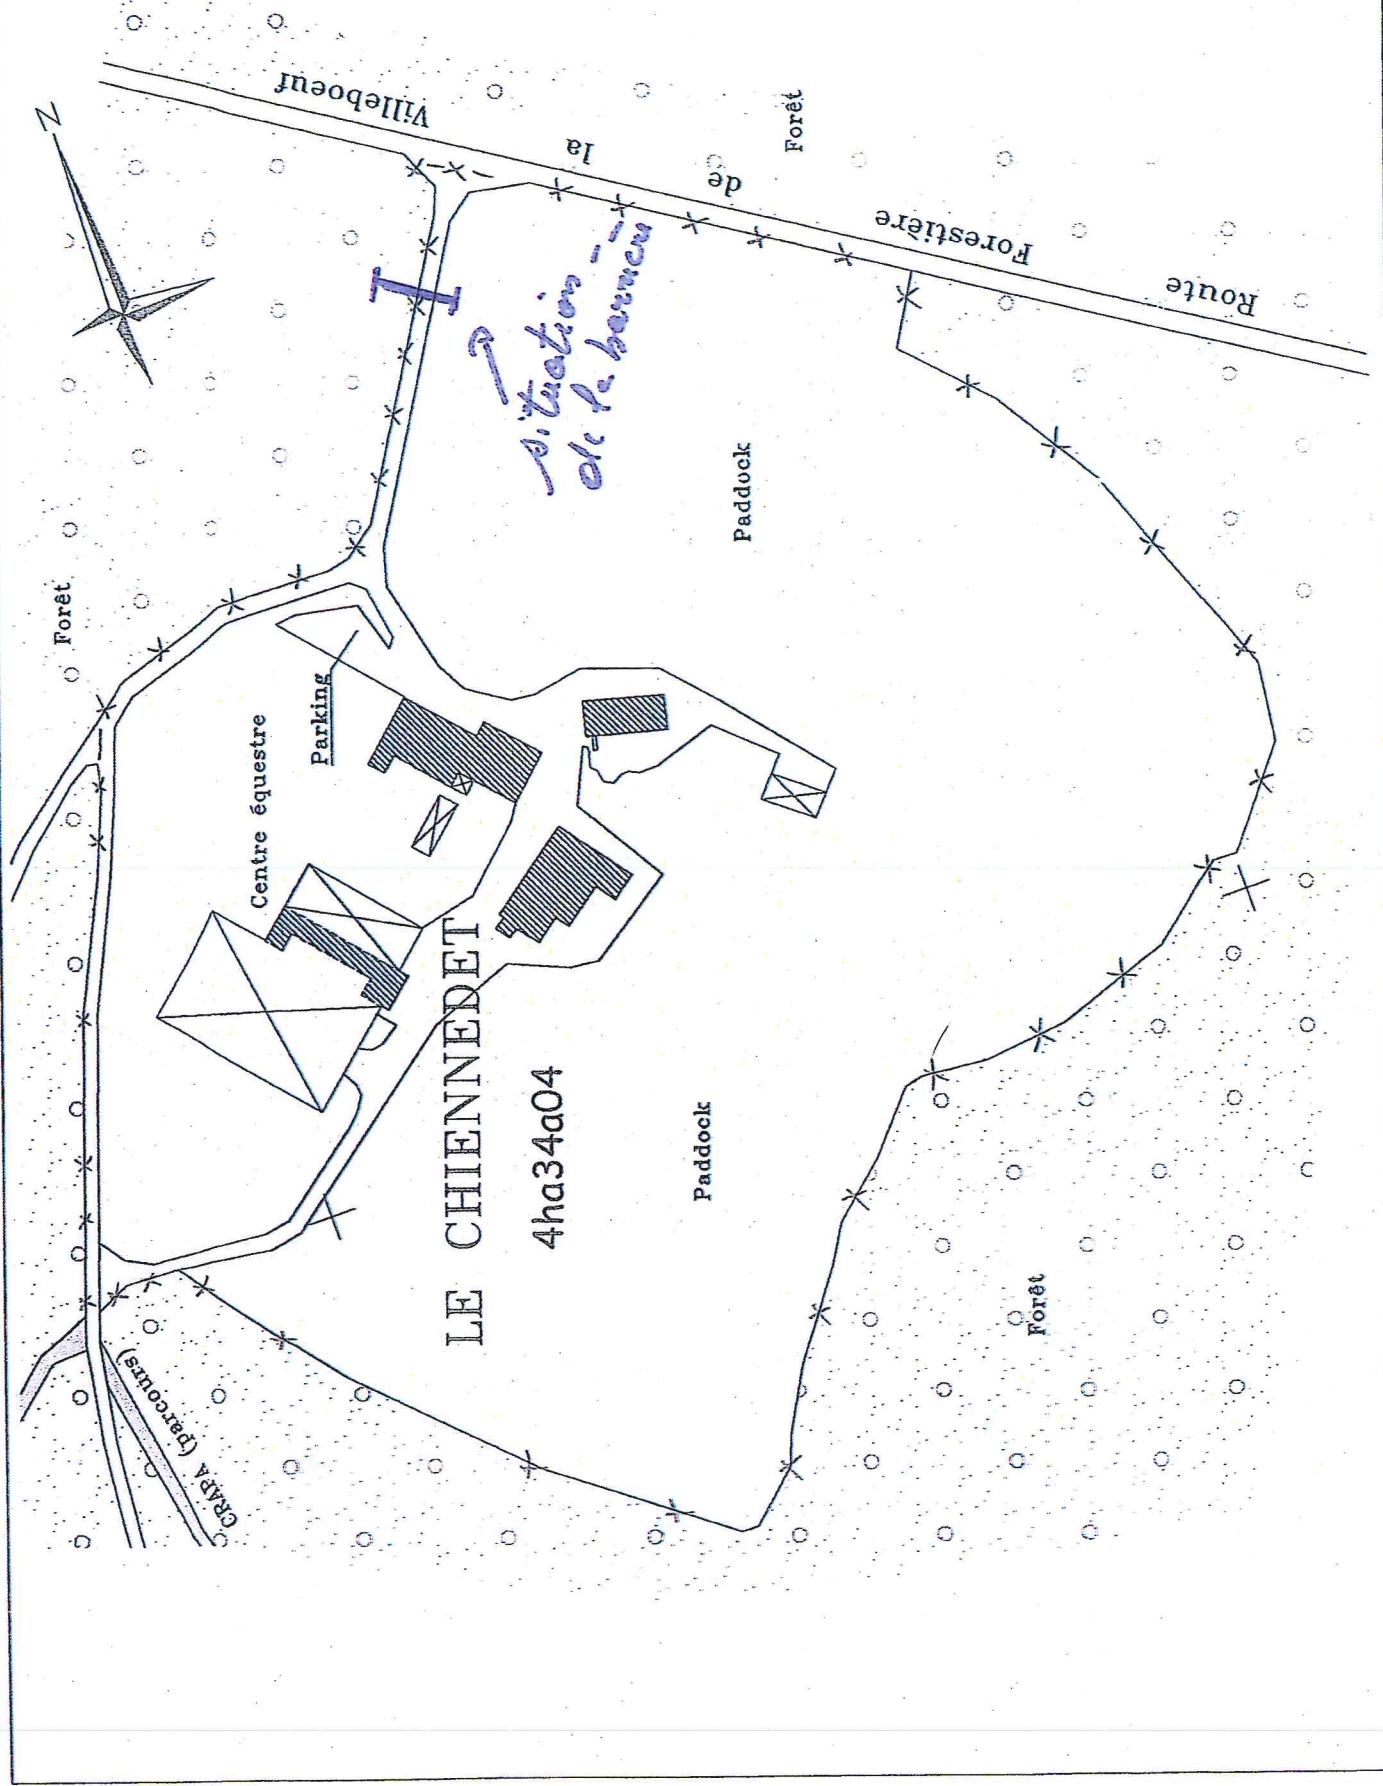 N
Route Forestière de la Villeboeuf
Forêt
Forêt
situation
de la barrière
Paddock
Parking
Centre équestre
LE CHIENNEDET
4ha34a04
Paddock
Forêt
CRAPA (parcours)